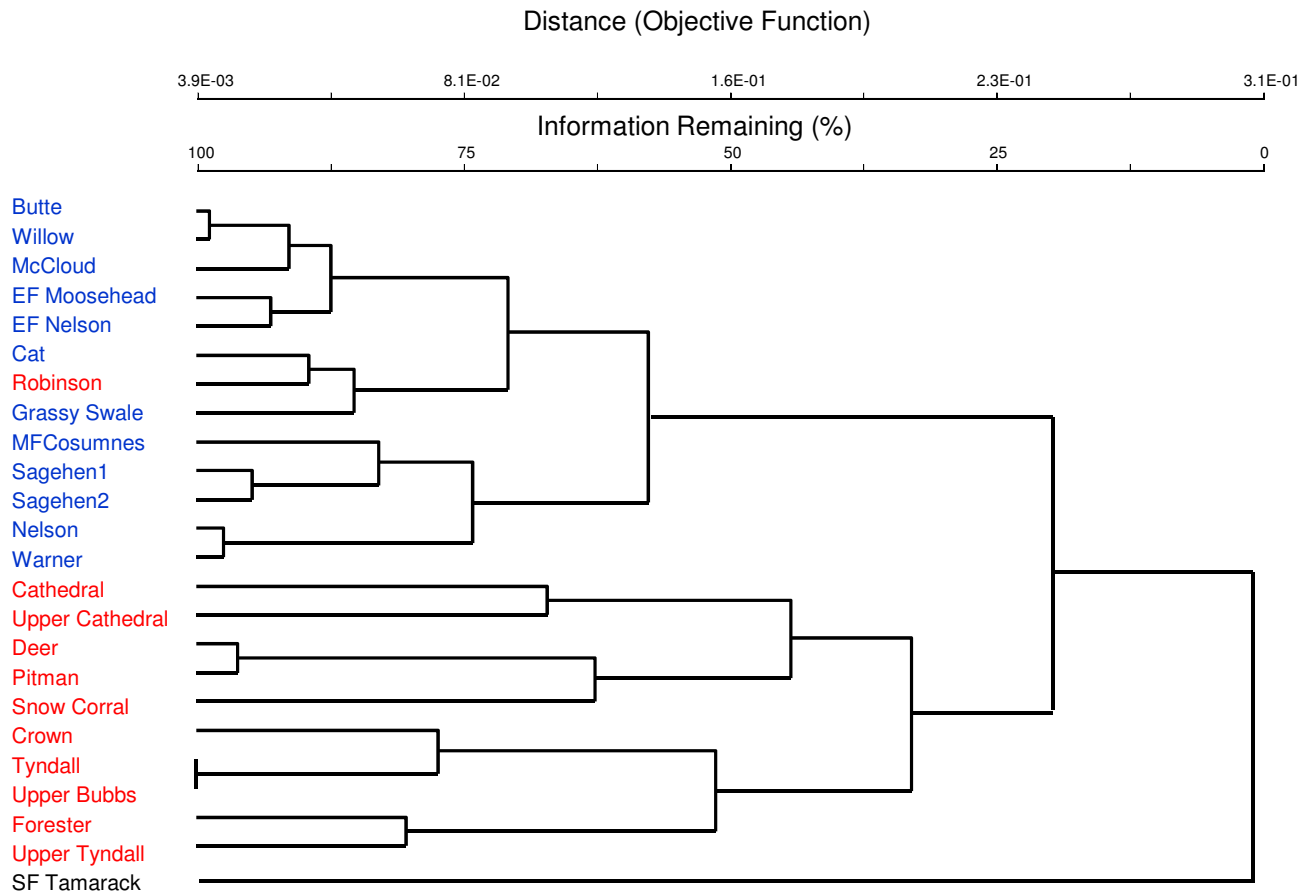 Distance (Objective Function)
3.9E-03 8.1E-02 1.6E-01 2.3E-01 3.1E-01
Information Remaining (%)
100 75 50 25 0
Butte
Willow
McCloud
EF Moosehead
EF Nelson
Cat
Robinson
Grassy Swale
MFCosumnes
Sagehen1
Sagehen2
Nelson
Warner
Cathedral
Upper Cathedral
Deer
Pitman
Snow Corral
Crown
Tyndall
Upper Bubbs
Forester
Upper Tyndall
SF Tamarack